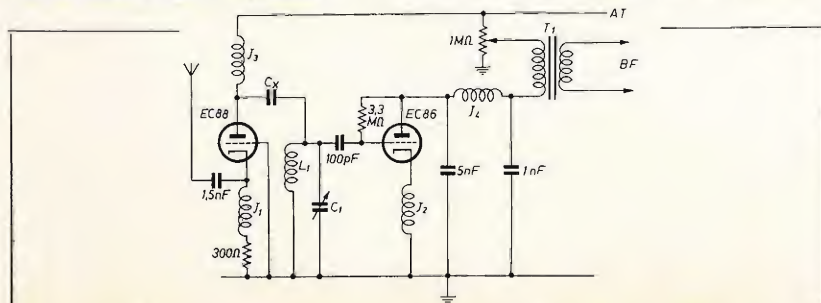 AT
J3
1MΩ
T1
BF
Cx
EC88
3,3
MΩ
EC86
J4
100pF
L1
C1
1,5nF
J1
J2
5nF
1nF
300Ω